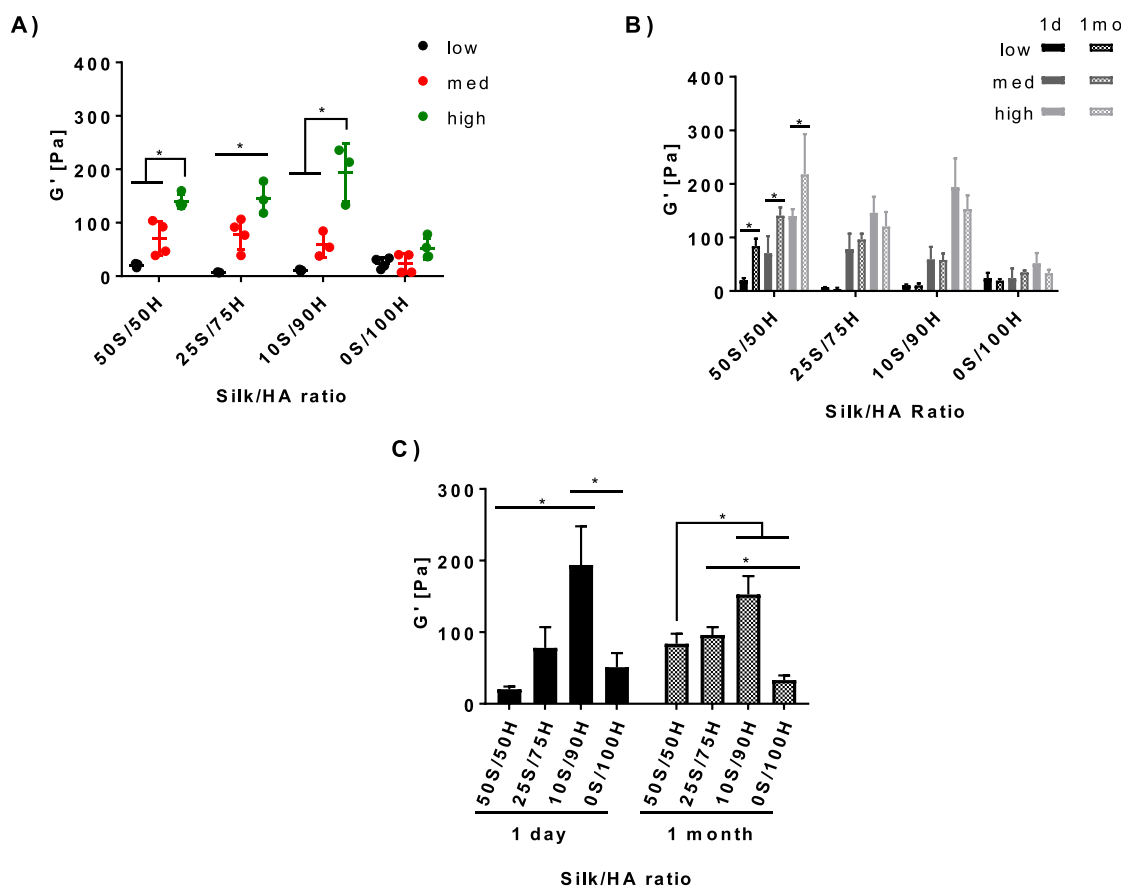 A)
low
med
high
400
300
200
100
0
G' [Pa]
*
*
*
50S/50H
25S/75H
10S/90H
0S/100H
Silk/HA ratio
B)
1d 1mo
low
med
high
400
300
200
100
0
G' [Pa]
*
*
*
50S/50H
25S/75H
10S/90H
0S/100H
Silk/HA Ratio
C)
300
200
100
0
G' [Pa]
*
*
*
*
50S/50H
25S/75H
10S/90H
0S/100H
50S/50H
25S/75H
10S/90H
0S/100H
1 day
1 month
Silk/HA ratio